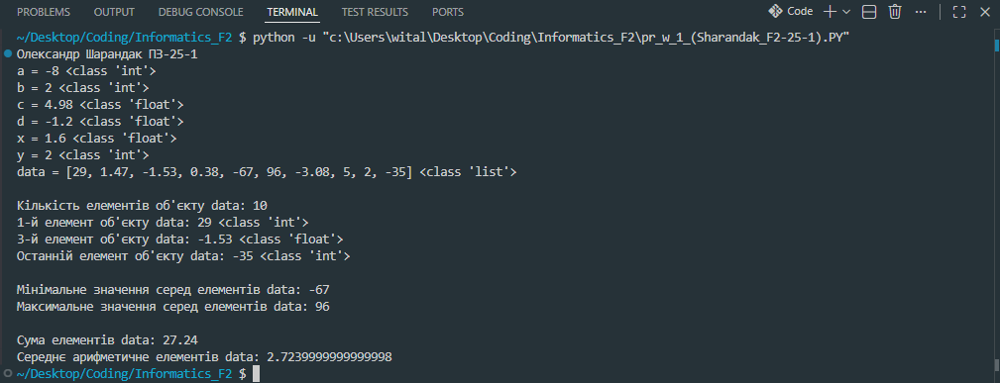 PROBLEMS OUTPUT DEBUG CONSOLE TERMINAL TEST RESULTS PORTS Code
~/Desktop/Coding/Informatics_F2 $ python -u "c:\Users\wital\Desktop\Coding\Informatics_F2\pr_w_1_(Sharandak_F2-25-1).PY"
Олександр Шарандак ПЗ-25-1
a = -8 <class 'int'>
b = 2 <class 'int'>
c = 4.98 <class 'float'>
d = -1.2 <class 'float'>
x = 1.6 <class 'float'>
y = 2 <class 'int'>
data = [29, 1.47, -1.53, 0.38, -67, 96, -3.08, 5, 2, -35] <class 'list'>
Кількість елементів об'єкту data: 10
1-й елемент об'єкту data: 29 <class 'int'>
3-й елемент об'єкту data: -1.53 <class 'float'>
Останній елемент об'єкту data: -35 <class 'int'>
Мінімальне значення серед елементів data: -67
Максимальне значення серед елементів data: 96
Сума елементів data: 27.24
Середнє арифметичне елементів data: 2.7239999999999998
~/Desktop/Coding/Informatics_F2 $